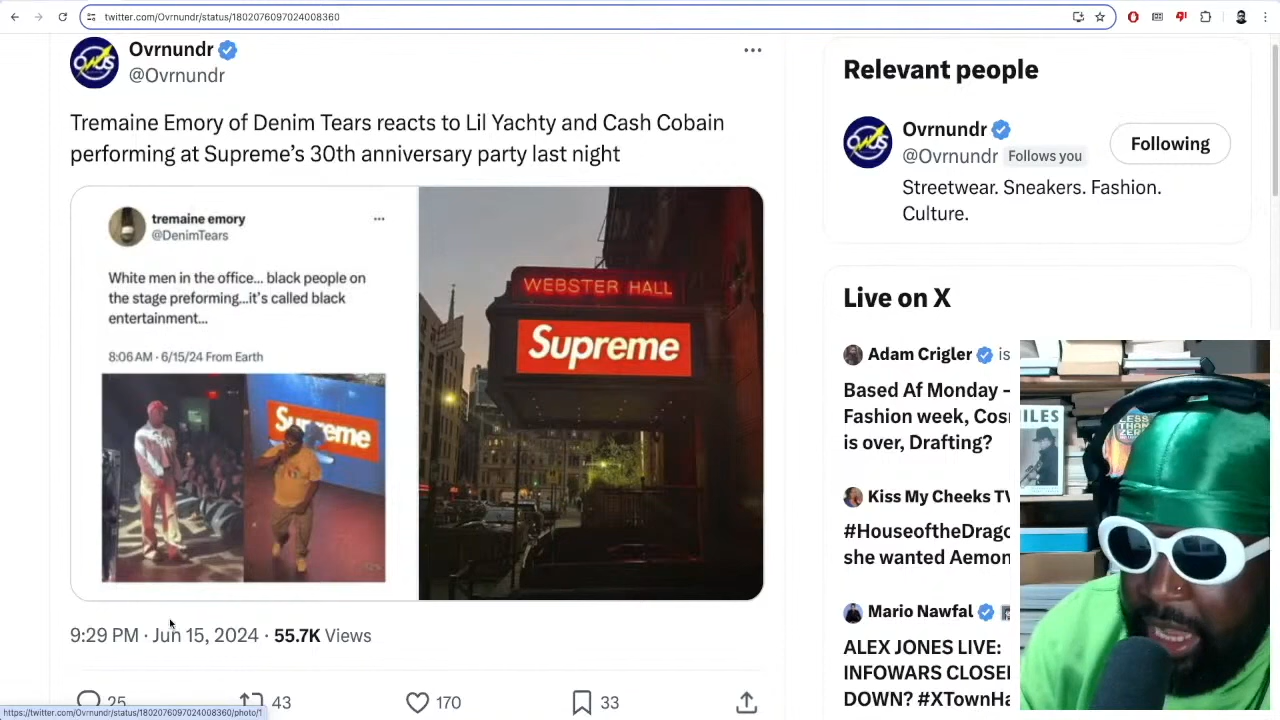 twitter.com/Ovrnundr/status/1802076097024008360
Ovrnundr
@Ovrnundr
Tremaine Emory of Denim Tears reacts to Lil Yachty and Cash Cobain
performing at Supreme's 30th anniversary party last night
tremaine emory
@DenimTears
White men in the office... black people on
the stage preforming...it's called black
entertainment...
8:06 AM · 6/15/24 From Earth
Supreme
WEBSTER HALL
Supreme
9:29 PM · Jun 15, 2024 · 55.7K Views
25
43
170
33
https://twitter.com/Ovrnundr/status/1802076097024008360/photo/1
Relevant people
Ovrnundr
@Ovrnundr Follows you
Following
Streetwear. Sneakers. Fashion.
Culture.
Live on X
Adam Crigler is
Based Af Monday -
Fashion week, Cos
is over, Drafting?
Kiss My Cheeks TV
#HouseoftheDrago
she wanted Aemon
Mario Nawfal
ALEX JONES LIVE:
INFOWARS CLOSE
DOWN? #XTownHa
MILES
LESS
THAN
ZERO